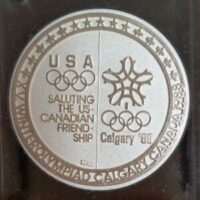 USA
SALUTING
THE US-
CANADIAN
FRIEND-
SHIP
Calgary '88
XV WINTER OLYMPIAD CALGARY CANADA 1988